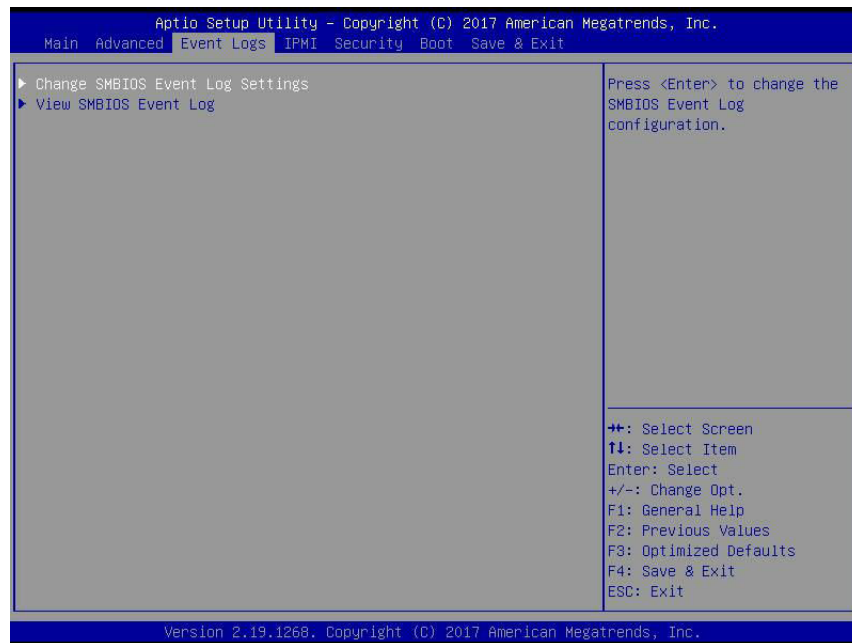 Aptio Setup Utility – Copyright (C) 2017 American Megatrends, Inc.
Main Advanced Event Logs IPMI Security Boot Save & Exit
▶ Change SMBIOS Event Log Settings
▶ View SMBIOS Event Log
Press <Enter> to change the
SMBIOS Event Log
configuration.
→←: Select Screen
↑↓: Select Item
Enter: Select
+/-: Change Opt.
F1: General Help
F2: Previous Values
F3: Optimized Defaults
F4: Save & Exit
ESC: Exit
Version 2.19.1268. Copyright (C) 2017 American Megatrends, Inc.